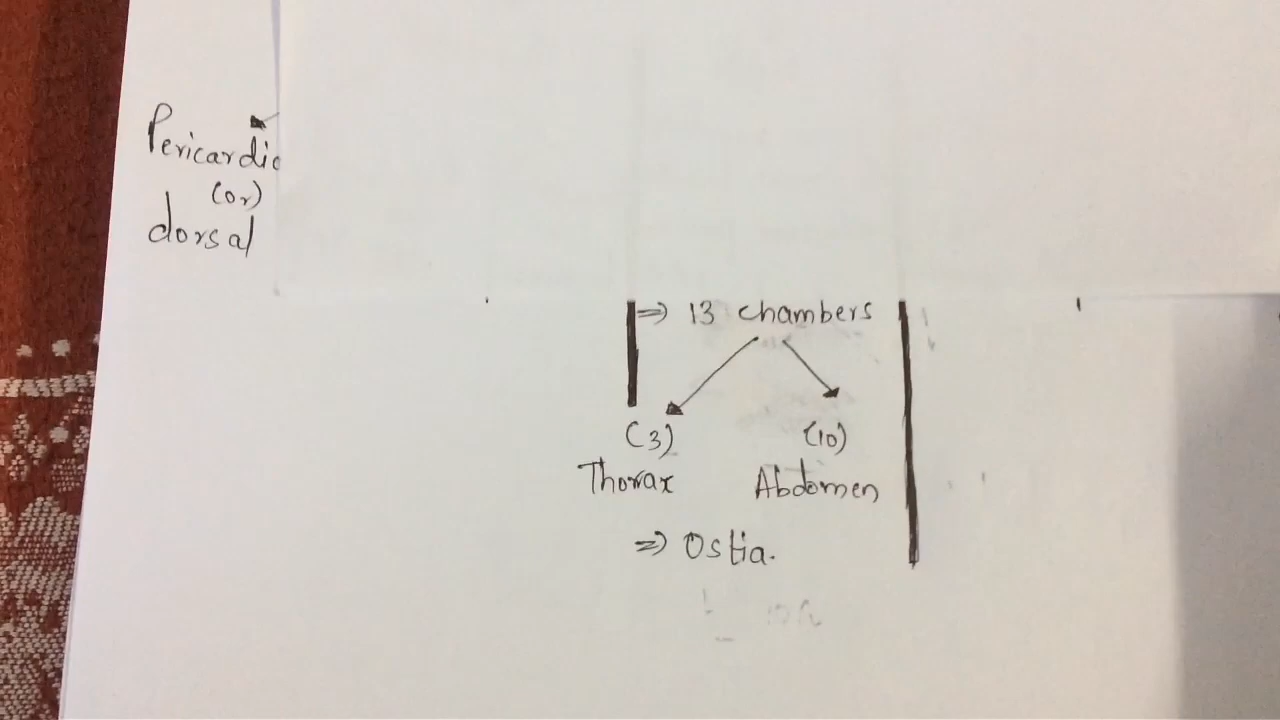 Pericardic
(or)
dorsal
⇒ 13 chambers
(3) (10)
Thorax Abdomen
⇒ Ostia.